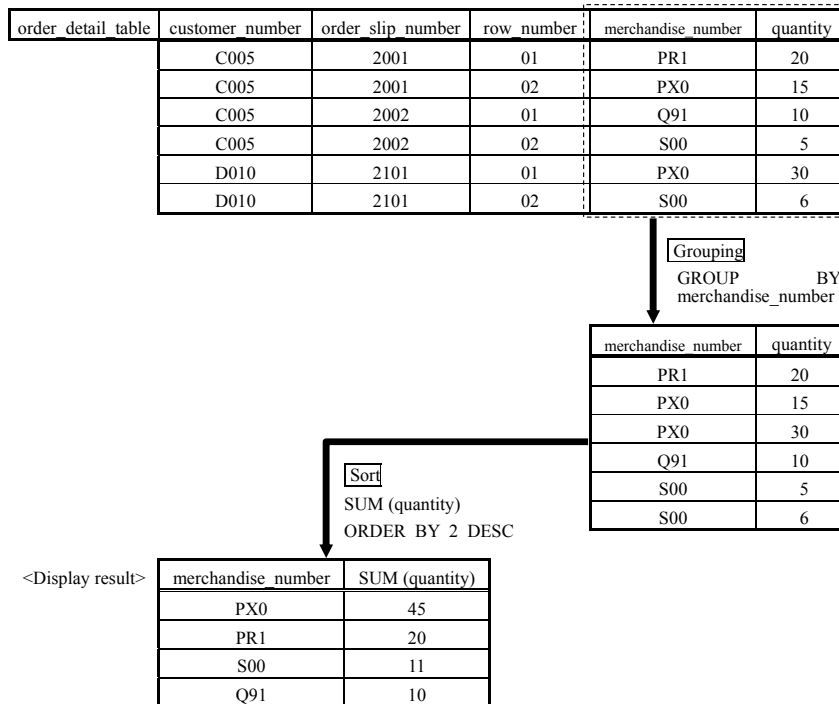 order_detail_table customer_number order_slip_number row_number merchandise_number quantity
C005 2001 01 PR1 20
C005 2001 02 PX0 15
C005 2002 01 Q91 10
C005 2002 02 S00 5
D010 2101 01 PX0 30
D010 2101 02 S00 6
Grouping
GROUP BY
merchandise_number
merchandise_number quantity
PR1 20
PX0 15
PX0 30
Q91 10
S00 5
S00 6
Sort
SUM (quantity)
ORDER BY 2 DESC
<Display result> merchandise_number SUM (quantity)
PX0 45
PR1 20
S00 11
Q91 10